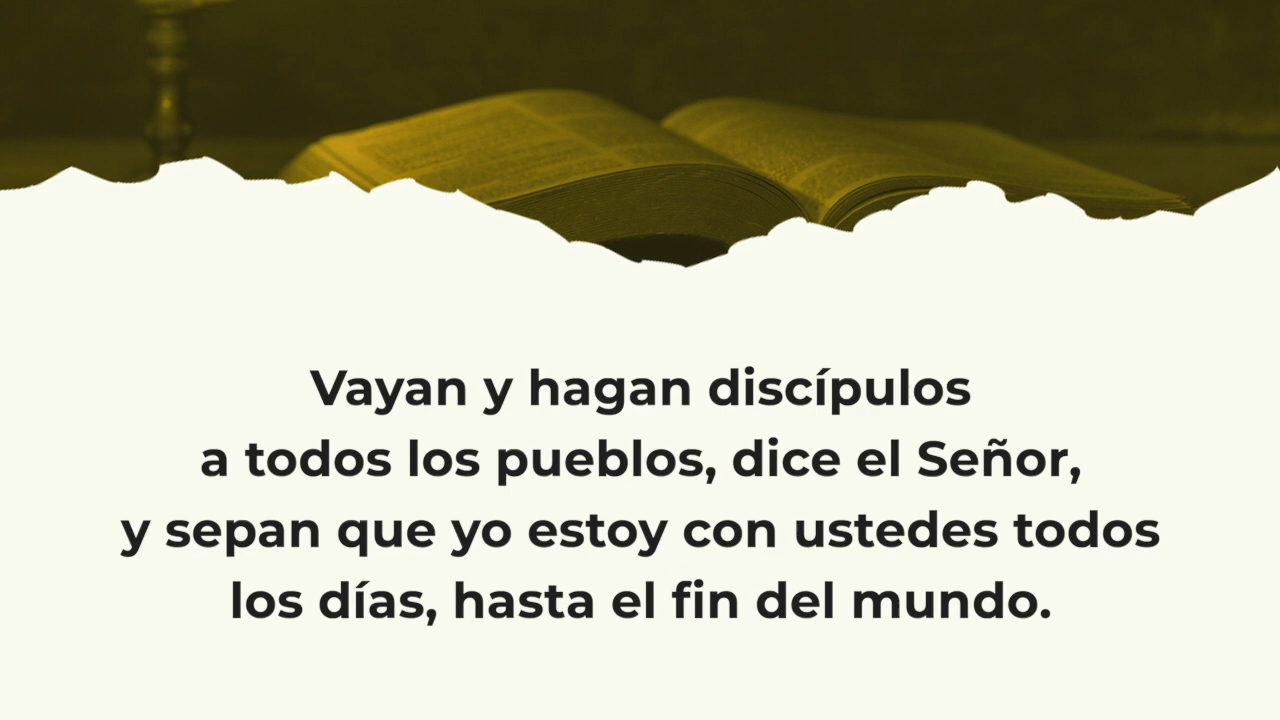 Vayan y hagan discípulos
a todos los pueblos, dice el Señor,
y sepan que yo estoy con ustedes todos
los días, hasta el fin del mundo.